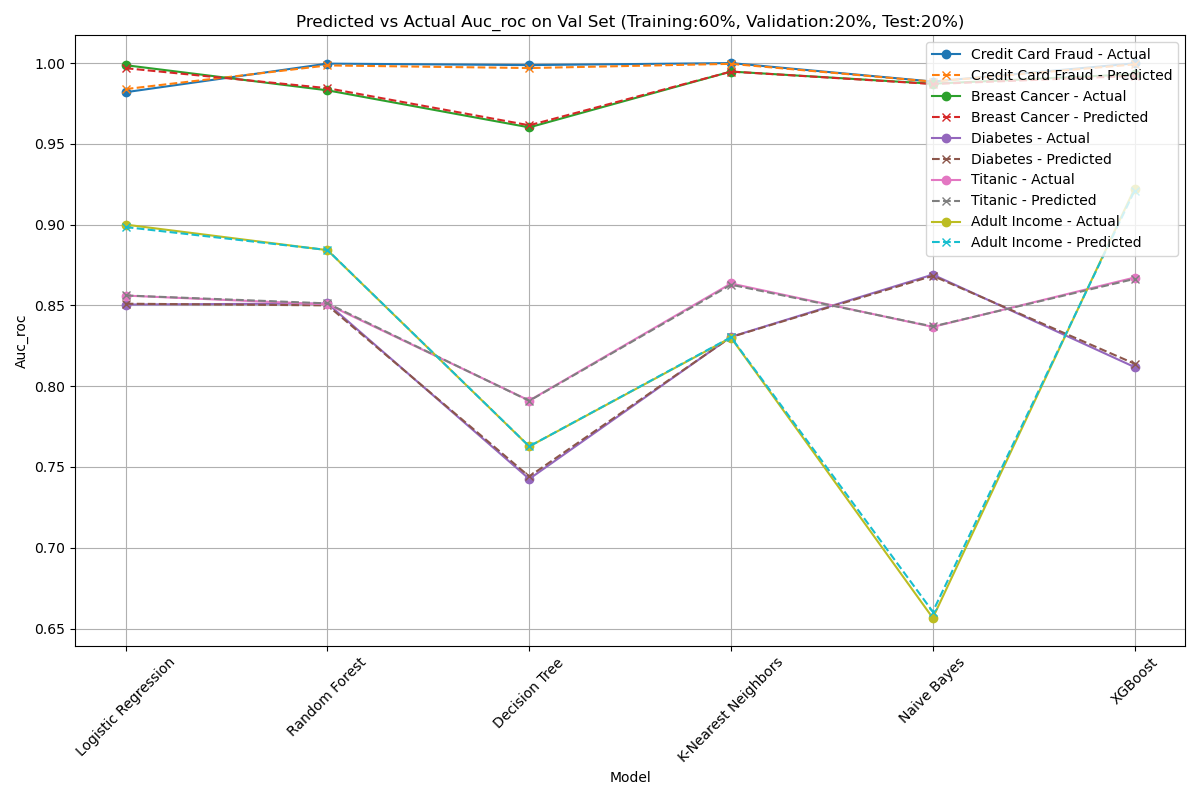 Predicted vs Actual Auc_roc on Val Set (Training:60%, Validation:20%, Test:20%)
1.00
0.95
0.90
0.85
0.80
0.75
0.70
0.65
Auc_roc
Credit Card Fraud - Actual
Credit Card Fraud - Predicted
Breast Cancer - Actual
Breast Cancer - Predicted
Diabetes - Actual
Diabetes - Predicted
Titanic - Actual
Titanic - Predicted
Adult Income - Actual
Adult Income - Predicted
Logistic Regression
Random Forest
Decision Tree
K-Nearest Neighbors
Naive Bayes
XGBoost
Model